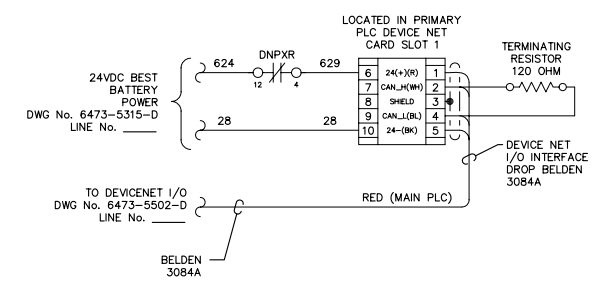 LOCATED IN PRIMARY
PLC DEVICE NET
CARD SLOT 1
TERMINATING
RESISTOR
120 OHM
DNPXR
624
629
12
4
24VDC BEST
BATTERY
POWER
DWG No. 6473-5315-D
LINE No.
28
28
6 24(+)(R) 1
7 CAN_H(WH) 2
8 SHIELD 3
9 CAN_L(BL) 4
10 24-(BK) 5
DEVICE NET
I/O INTERFACE
DROP BELDEN
3084A
TO DEVICENET I/O
DWG No. 6473-5502-D
LINE No.
RED (MAIN PLC)
BELDEN
3084A